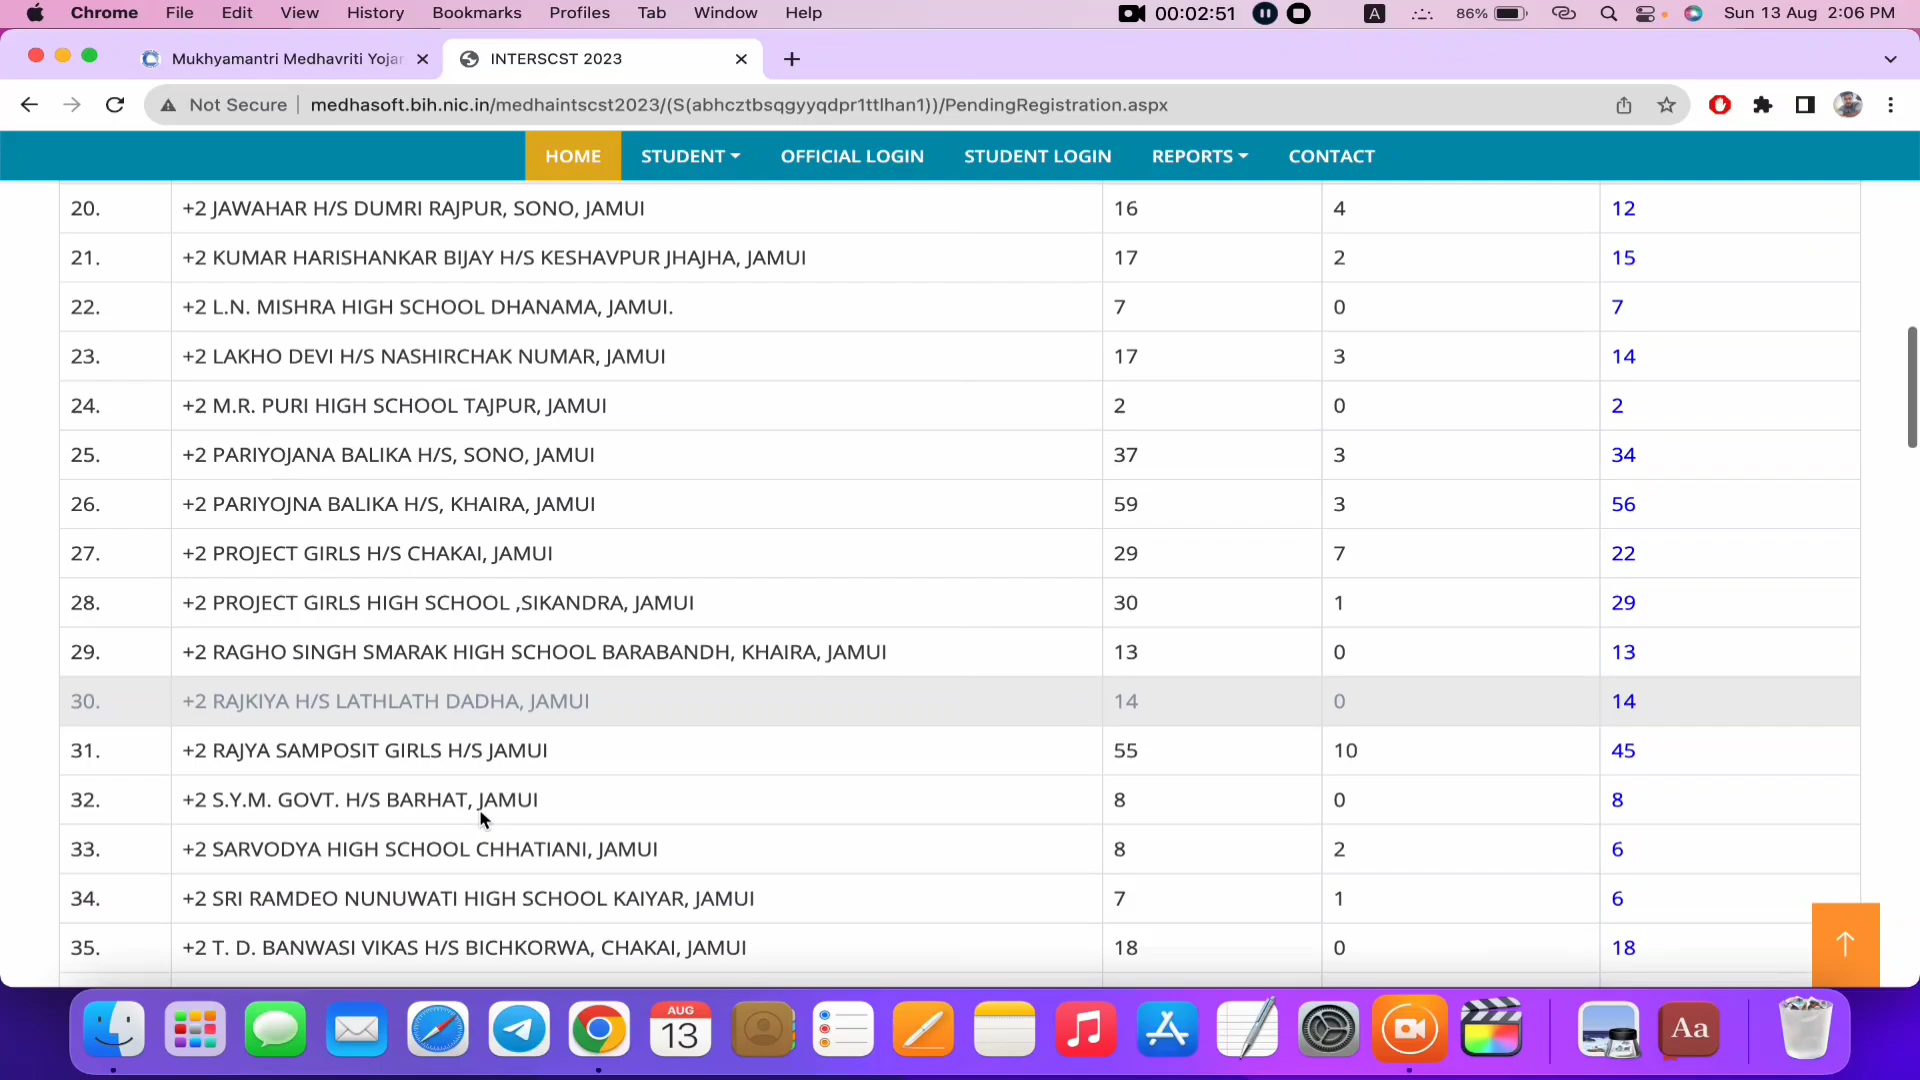 Chrome File Edit View History Bookmarks Profiles Tab Window Help 00:02:51 A 86% Sun 13 Aug 2:06 PM
Mukhyamantri Medhavriti Yojan INTERSCST 2023
Not Secure medhasoft.bih.nic.in/medhaintscst2023/(S(abhcztbsqgyyqdpr1ttlhan1))/PendingRegistration.aspx
HOME STUDENT OFFICIAL LOGIN STUDENT LOGIN REPORTS CONTACT
20. +2 JAWAHAR H/S DUMRI RAJPUR, SONO, JAMUI 16 4 12
21. +2 KUMAR HARISHANKAR BIJAY H/S KESHAVPUR JHAJHA, JAMUI 17 2 15
22. +2 L.N. MISHRA HIGH SCHOOL DHANAMA, JAMUI. 7 0 7
23. +2 LAKHO DEVI H/S NASHIRCHAK NUMAR, JAMUI 17 3 14
24. +2 M.R. PURI HIGH SCHOOL TAJPUR, JAMUI 2 0 2
25. +2 PARIYOJANA BALIKA H/S, SONO, JAMUI 37 3 34
26. +2 PARIYOJNA BALIKA H/S, KHAIRA, JAMUI 59 3 56
27. +2 PROJECT GIRLS H/S CHAKAI, JAMUI 29 7 22
28. +2 PROJECT GIRLS HIGH SCHOOL ,SIKANDRA, JAMUI 30 1 29
29. +2 RAGHO SINGH SMARAK HIGH SCHOOL BARABANDH, KHAIRA, JAMUI 13 0 13
30. +2 RAJKIYA H/S LATHLATH DADHA, JAMUI 14 0 14
31. +2 RAJYA SAMPOSIT GIRLS H/S JAMUI 55 10 45
32. +2 S.Y.M. GOVT. H/S BARHAT, JAMUI 8 0 8
33. +2 SARVODYA HIGH SCHOOL CHHATIANI, JAMUI 8 2 6
34. +2 SRI RAMDEO NUNUWATI HIGH SCHOOL KAIYAR, JAMUI 7 1 6
35. +2 T. D. BANWASI VIKAS H/S BICHKORWA, CHAKAI, JAMUI 18 0 18
AUG
13
Aa